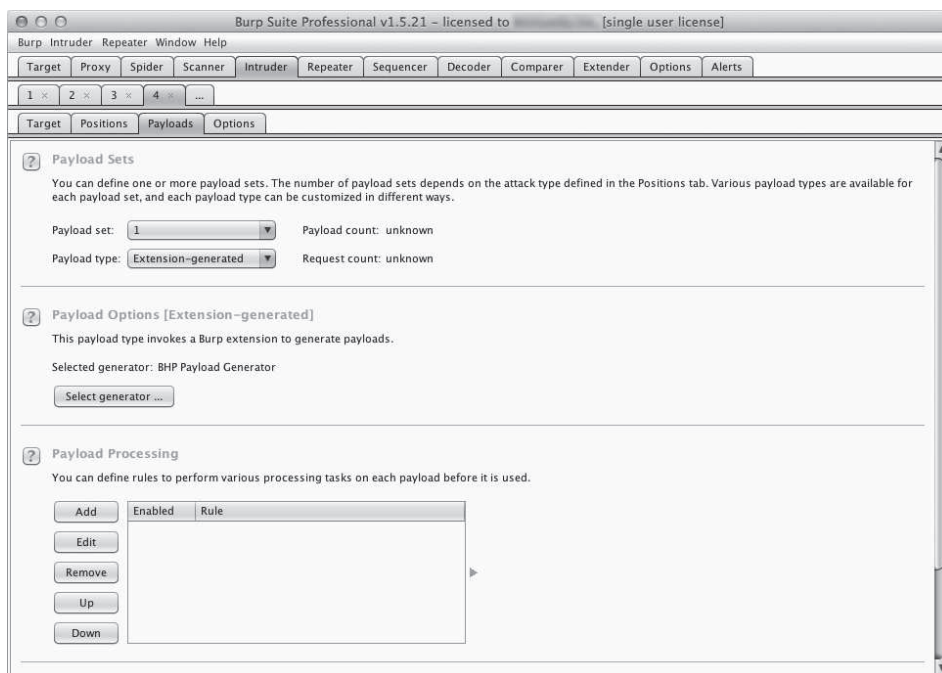 Burp Suite Professional v1.5.21 – licensed to [single user license]
Burp Intruder Repeater Window Help
Target Proxy Spider Scanner Intruder Repeater Sequencer Decoder Comparer Extender Options Alerts
1 × 2 × 3 × 4 × ...
Target Positions Payloads Options
? Payload Sets
You can define one or more payload sets. The number of payload sets depends on the attack type defined in the Positions tab. Various payload types are available for
each payload set, and each payload type can be customized in different ways.
Payload set: 1 Payload count: unknown
Payload type: Extension-generated Request count: unknown
? Payload Options [Extension-generated]
This payload type invokes a Burp extension to generate payloads.
Selected generator: BHP Payload Generator
Select generator ...
? Payload Processing
You can define rules to perform various processing tasks on each payload before it is used.
Add Enabled Rule
Edit
Remove
Up
Down